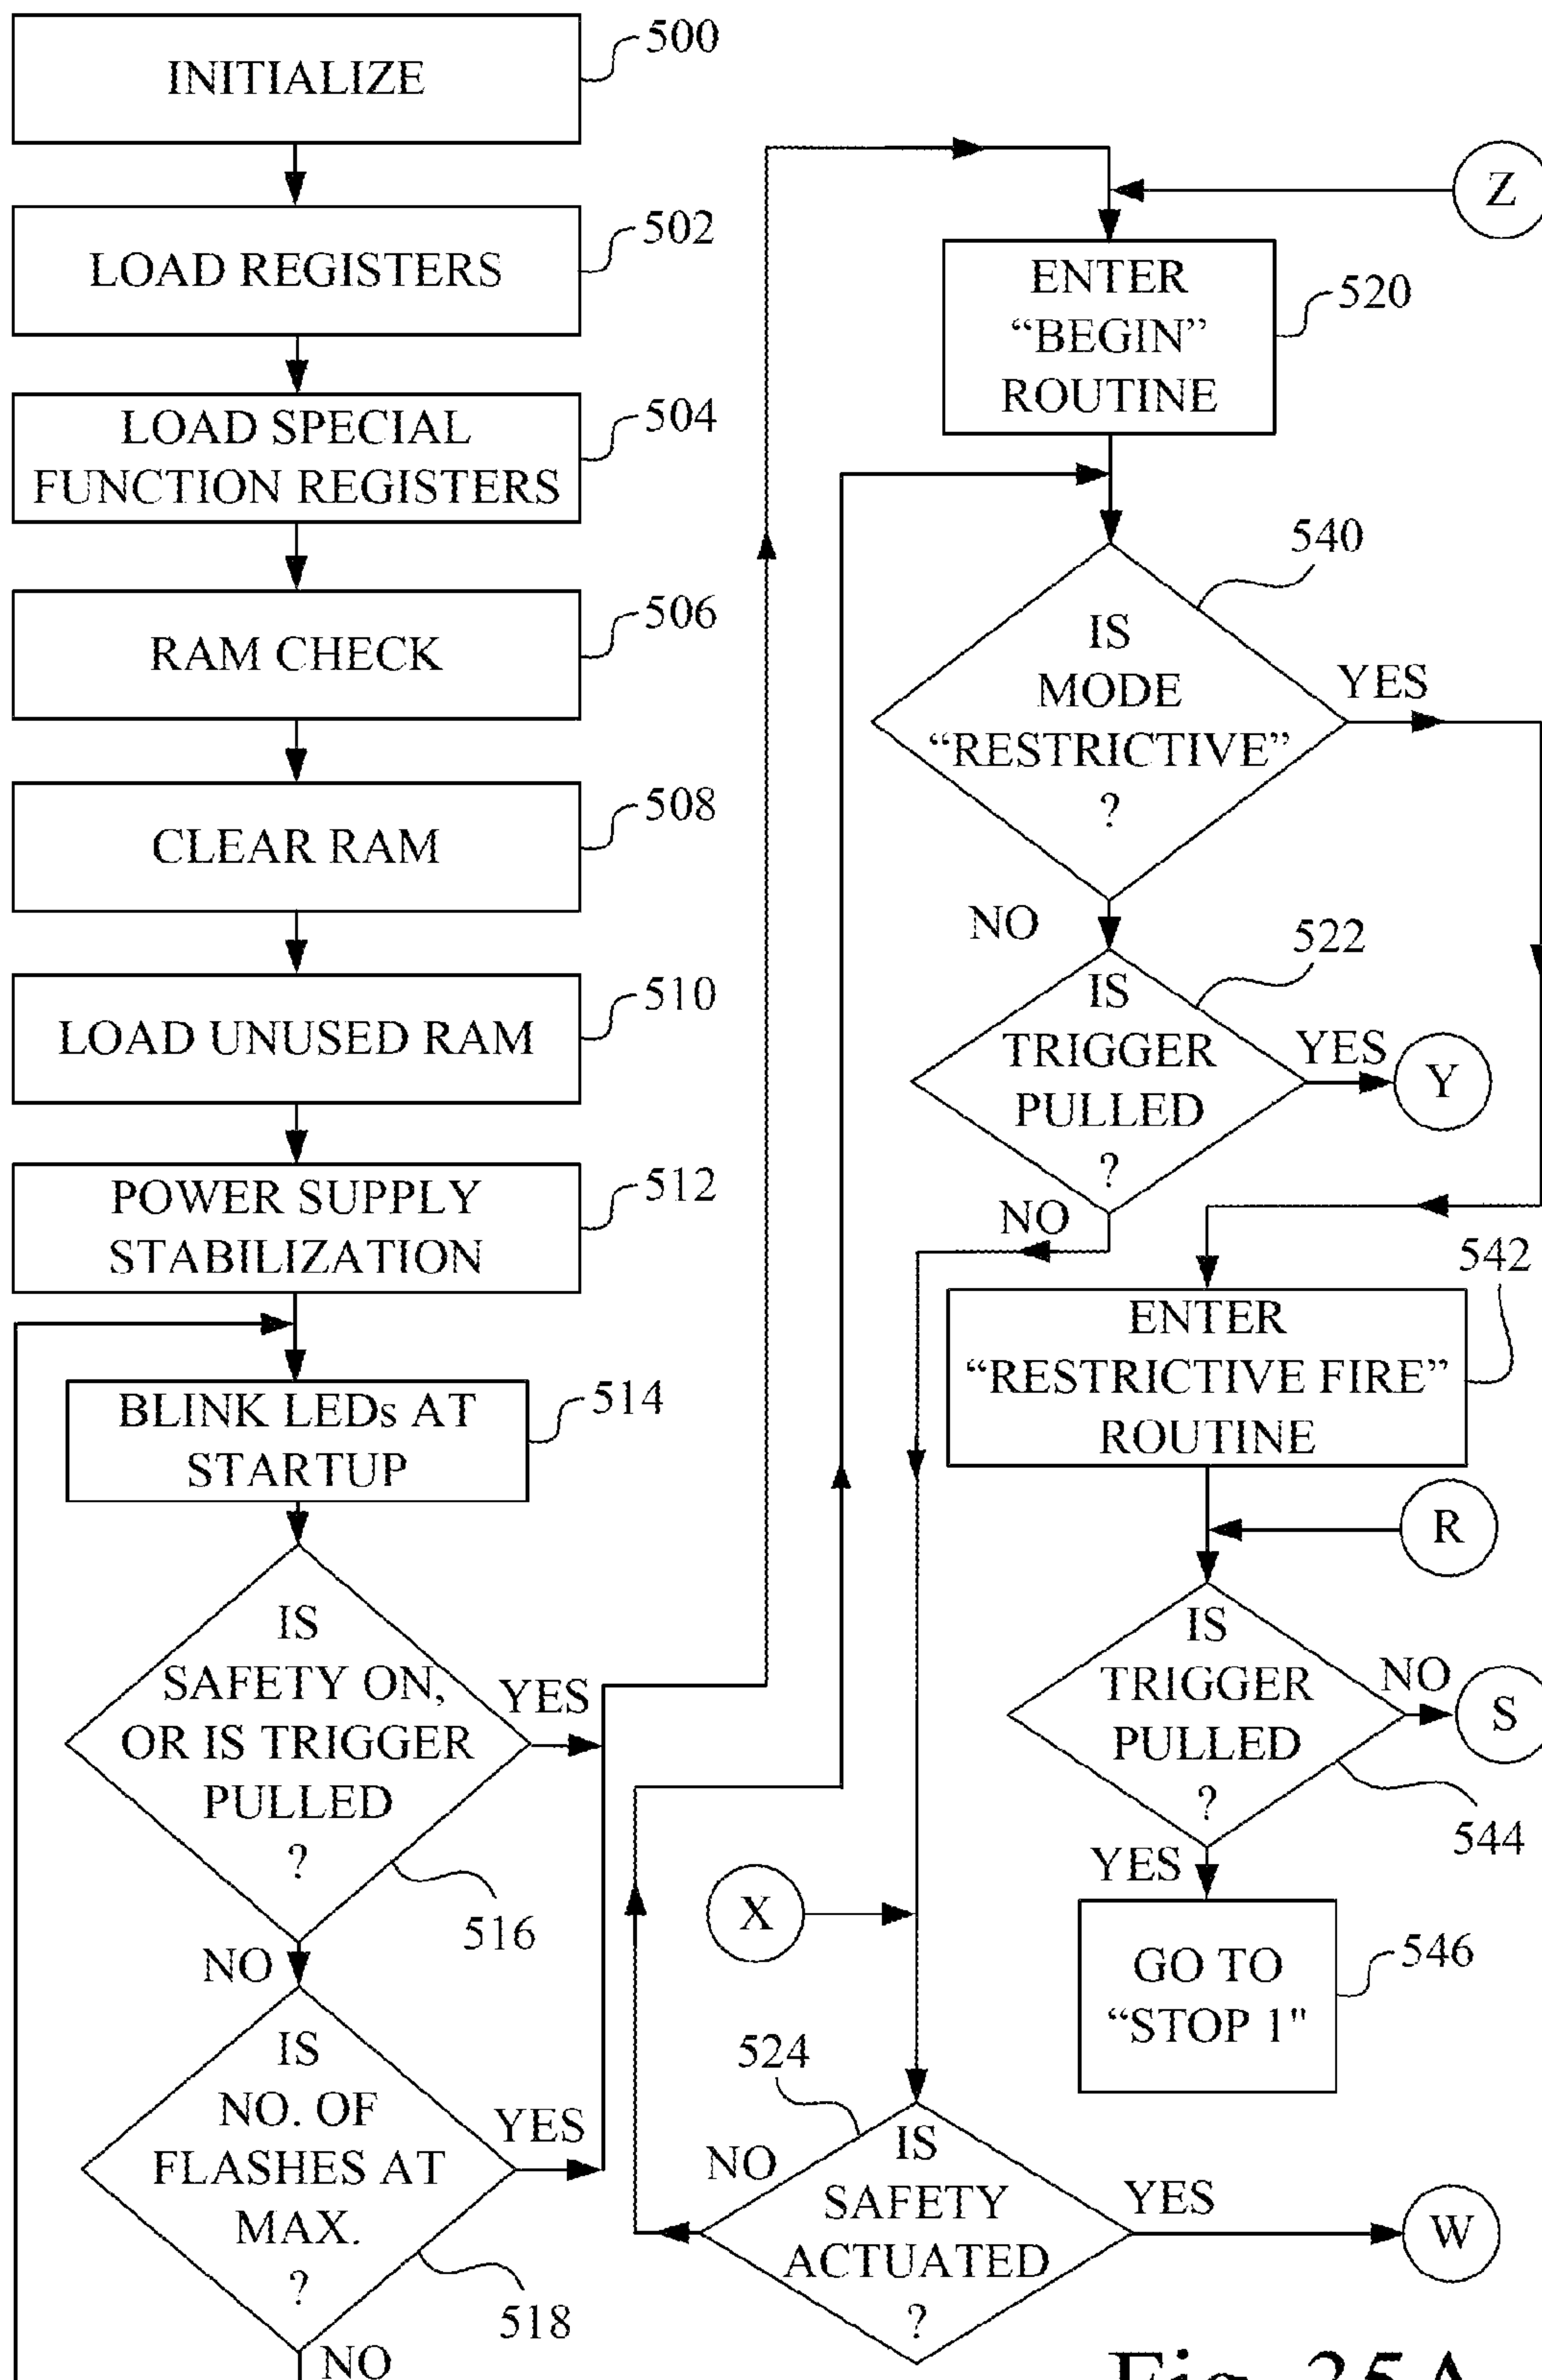 INITIALIZE
500
LOAD REGISTERS
502
LOAD SPECIAL
FUNCTION REGISTERS
504
RAM CHECK
506
CLEAR RAM
508
LOAD UNUSED RAM
510
POWER SUPPLY
STABILIZATION
512
BLINK LEDs AT
STARTUP
514
IS
SAFETY ON,
OR IS TRIGGER
PULLED
?
YES
516
NO
IS
NO. OF
FLASHES AT
MAX.
?
YES
518
NO
Z
ENTER
“BEGIN”
ROUTINE
520
540
IS
MODE
“RESTRICTIVE”
?
YES
NO
522
IS
TRIGGER
PULLED
?
YES
Y
NO
542
ENTER
“RESTRICTIVE FIRE”
ROUTINE
R
IS
TRIGGER
PULLED
?
NO
S
544
YES
GO TO
“STOP 1"
546
X
524
IS
SAFETY
ACTUATED
?
NO
YES
W
Fig. 35A